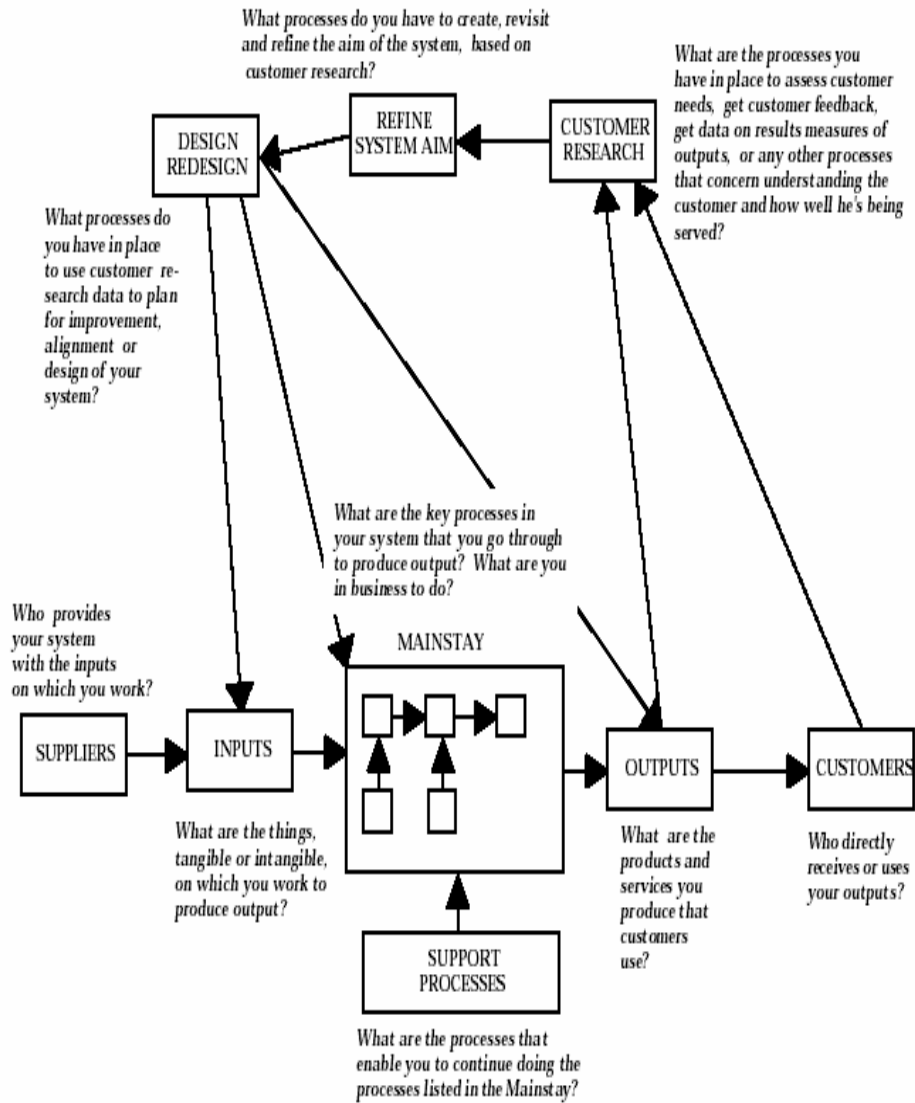 What processes do you have to create, revisit
and refine the aim of the system, based on
customer research?
What are the processes you
have in place to assess customer
needs, get customer feedback,
get data on results measures of
outputs, or any other processes
that concern understanding the
customer and how well he's being
served?
REFINE
SYSTEM AIM
CUSTOMER
RESEARCH
DESIGN
REDESIGN
What processes do
you have in place
to use customer re-
search data to plan
for improvement,
alignment or
design of your
system?
What are the key processes in
your system that you go through
to produce output? What are you
in business to do?
Who provides
your system
with the inputs
on which you work?
MAINSTAY
SUPPLIERS
INPUTS
OUTPUTS
CUSTOMERS
What are the things,
tangible or intangible,
on which you work to
produce output?
What are the
products and
services you
produce that
customers
use?
Who directly
receives or uses
your outputs?
SUPPORT
PROCESSES
What are the processes that
enable you to continue doing the
processes listed in the Mainstay?